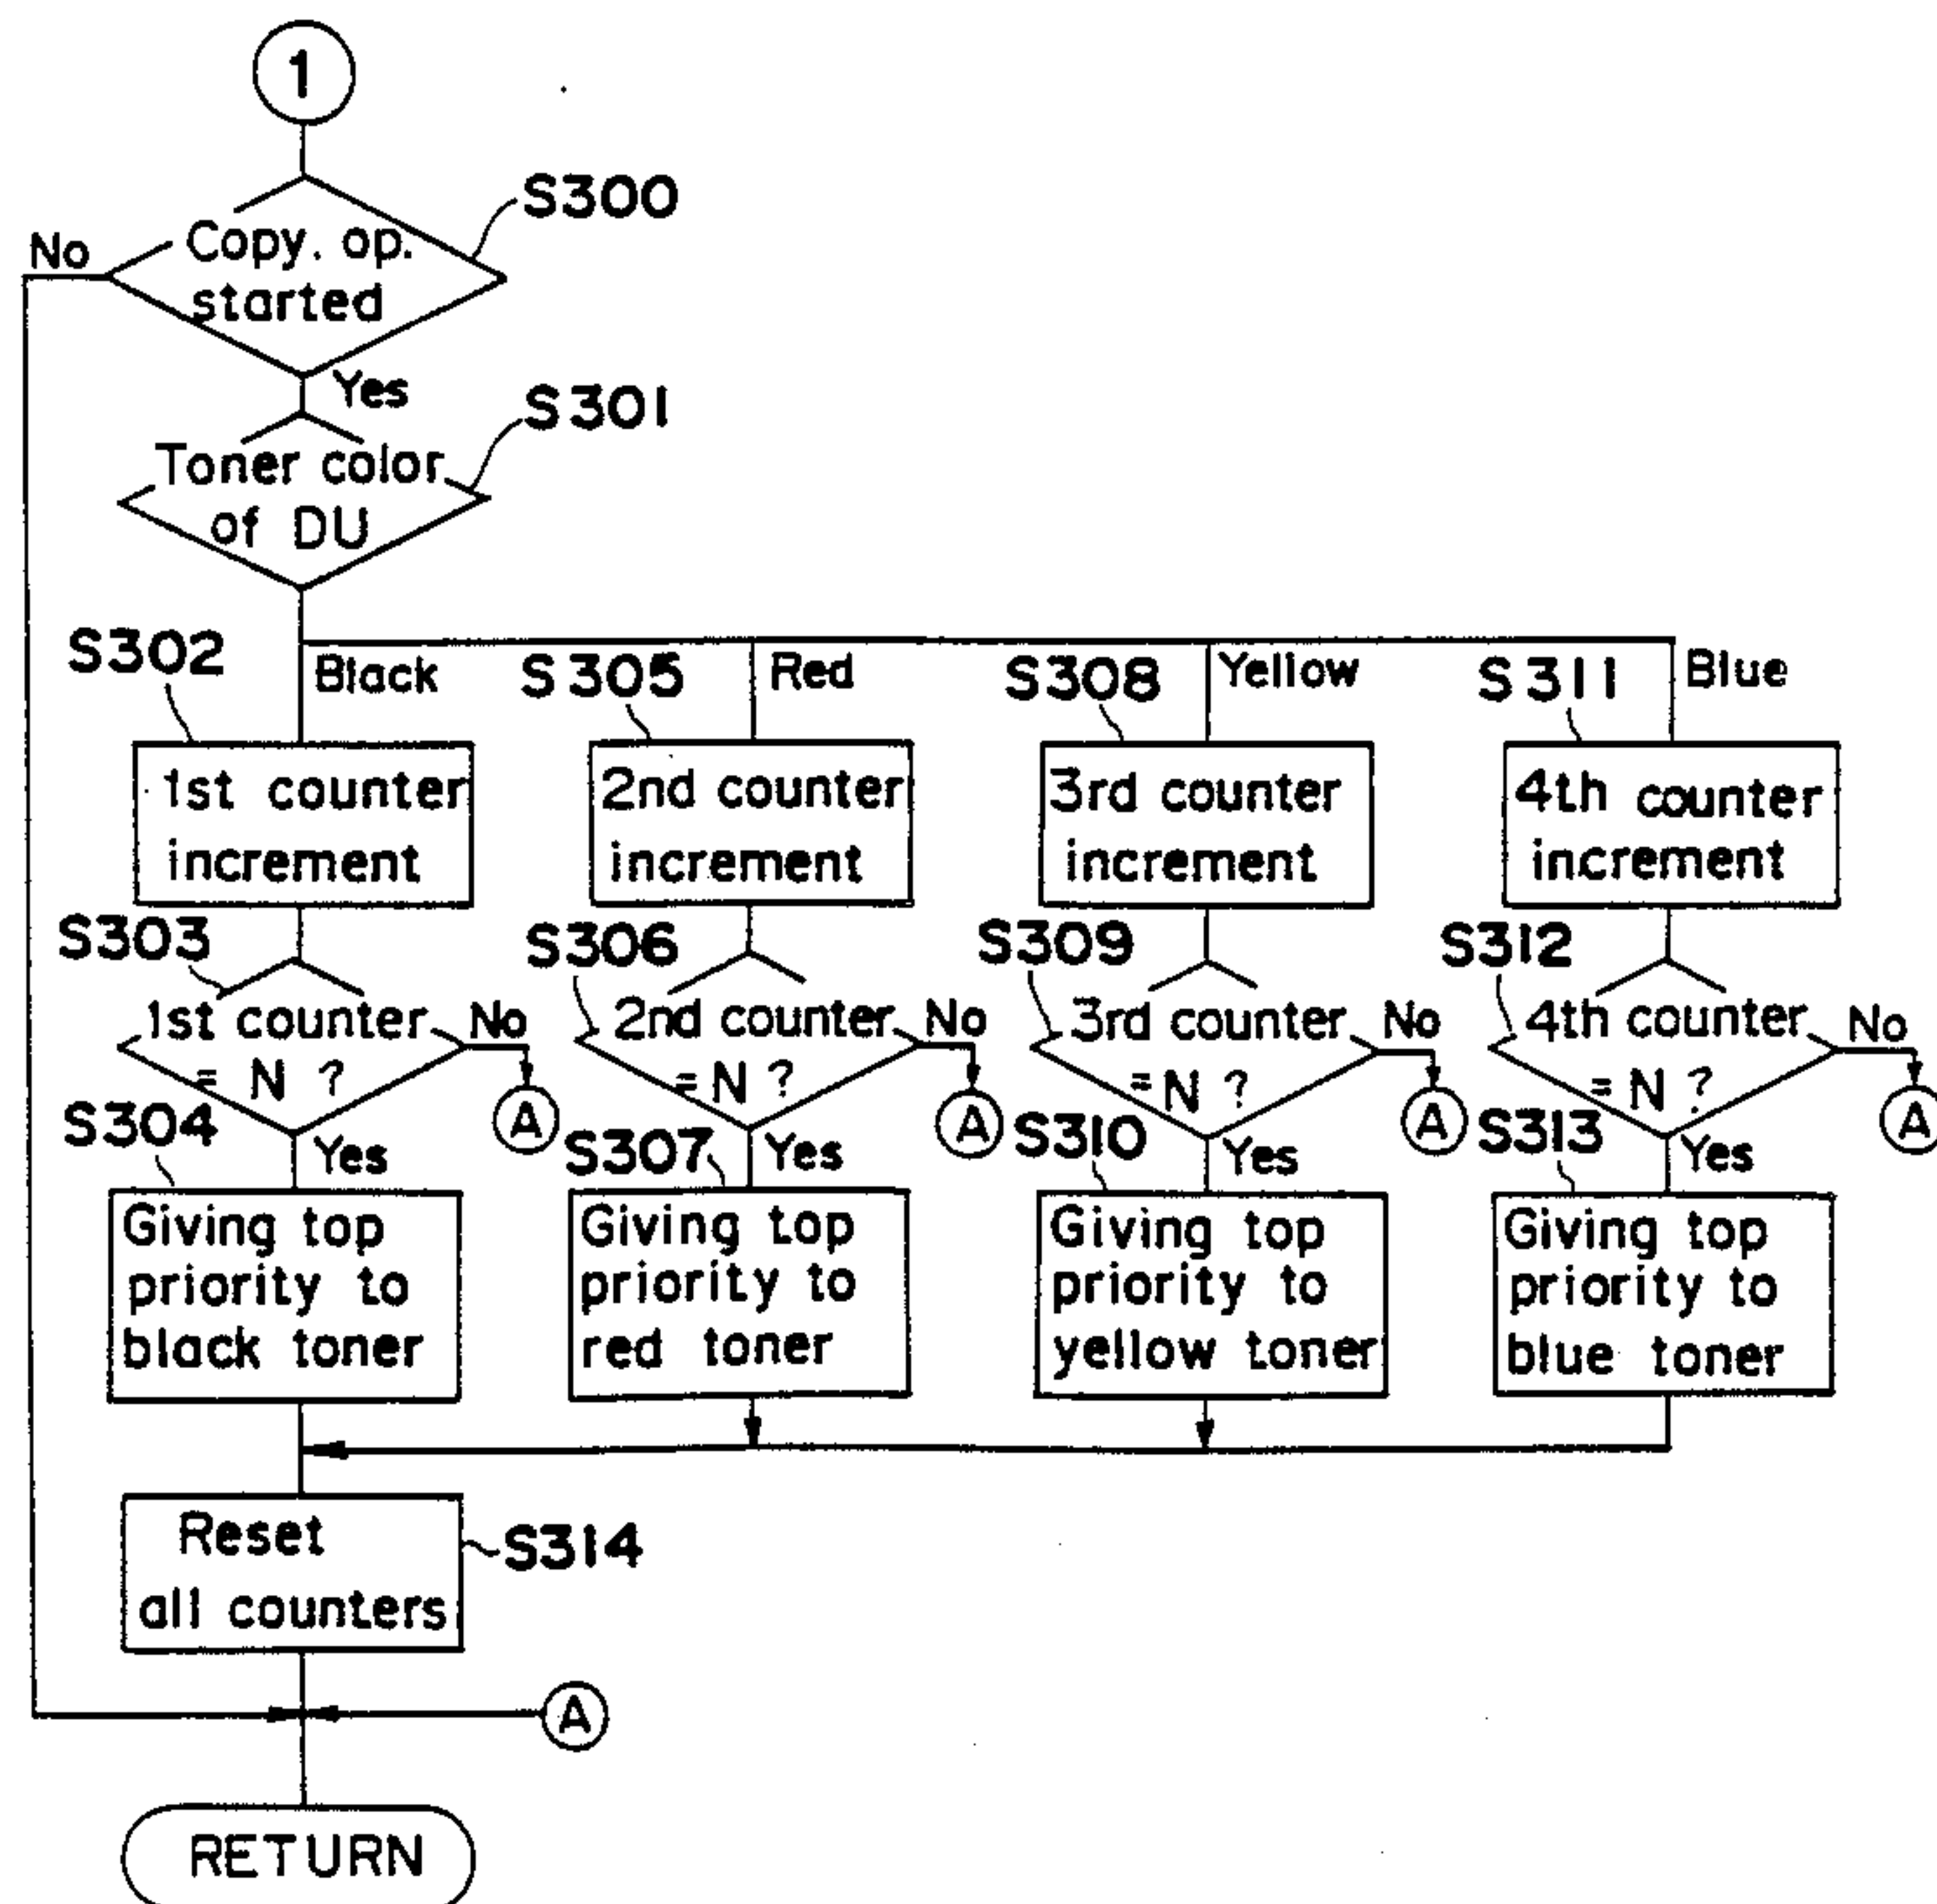 1
S300
No
Copy. op.
started
Yes
S301
Toner color
of DU
S302
Black
S305
Red
S308
Yellow
S311
Blue
1st counter
increment
2nd counter
increment
3rd counter
increment
4th counter
increment
S303
1st counter
= N ?
No
A
S306
2nd counter
= N ?
No
A
S309
3rd counter
= N ?
No
A
S312
4th counter
= N ?
No
A
S304
Yes
S307
Yes
S310
Yes
S313
Yes
Giving top
priority to
black toner
Giving top
priority to
red toner
Giving top
priority to
yellow toner
Giving top
priority to
blue toner
Reset
all counters
S314
A
RETURN